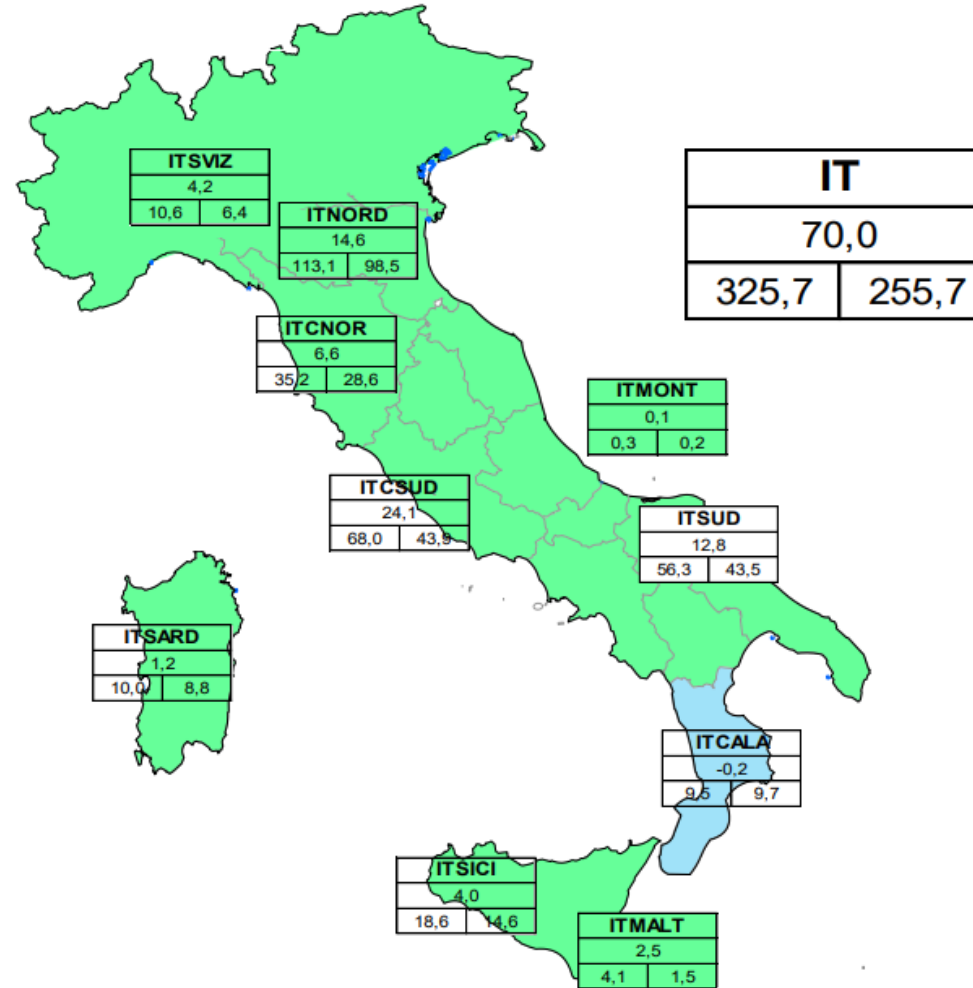 ITSVIZ
4,2
10,6 6,4
IT
70,0
325,7 255,7
ITNORD
14,6
113,1 98,5
ITCNOR
6,6
35,2 28,6
ITMONT
0,1
0,3 0,2
ITCSUD
24,1
68,0 43,9
ITSUD
12,8
56,3 43,5
ITSARD
1,2
10,0 8,8
ITCALA
-0,2
9,5 9,7
ITSICI
4,0
18,6 14,6
ITMALT
2,5
4,1 1,5